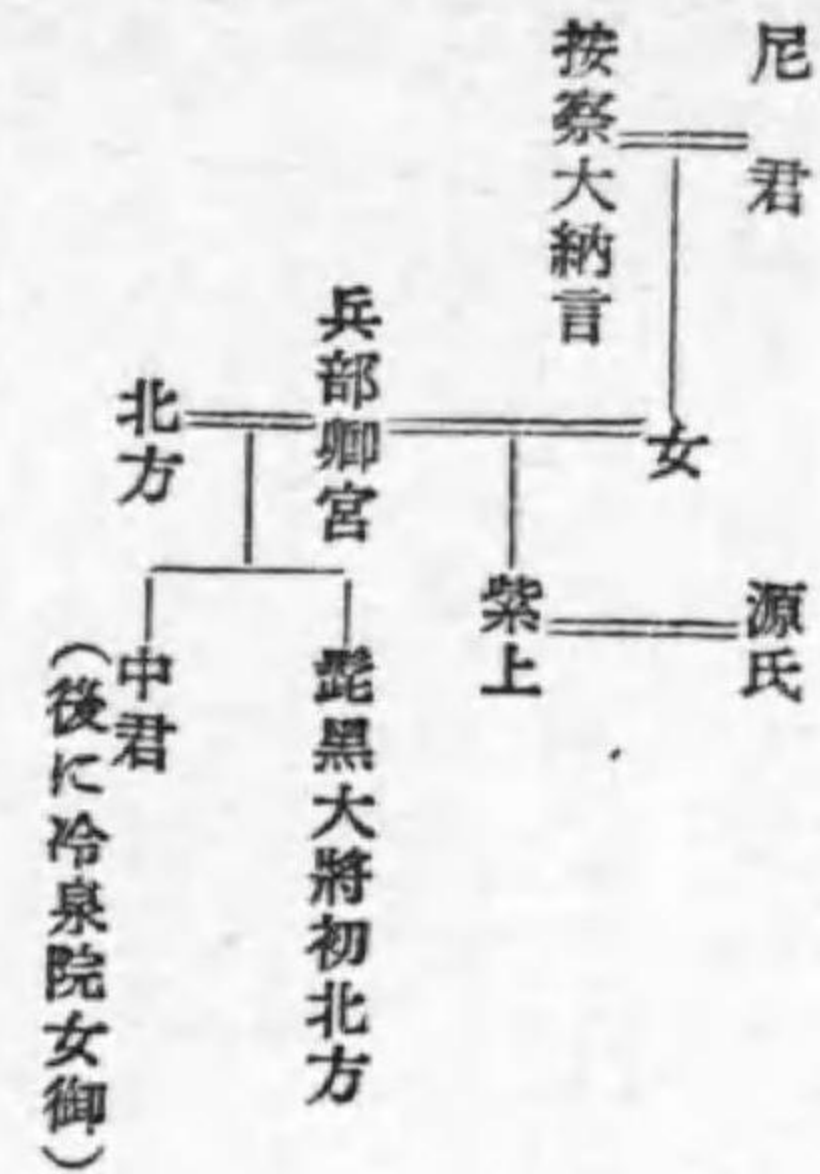 尼君
按察大納言
女
源氏
兵部卿宮
紫上
北方
髭黑大將初北方
中君
（後に冷泉院女御）